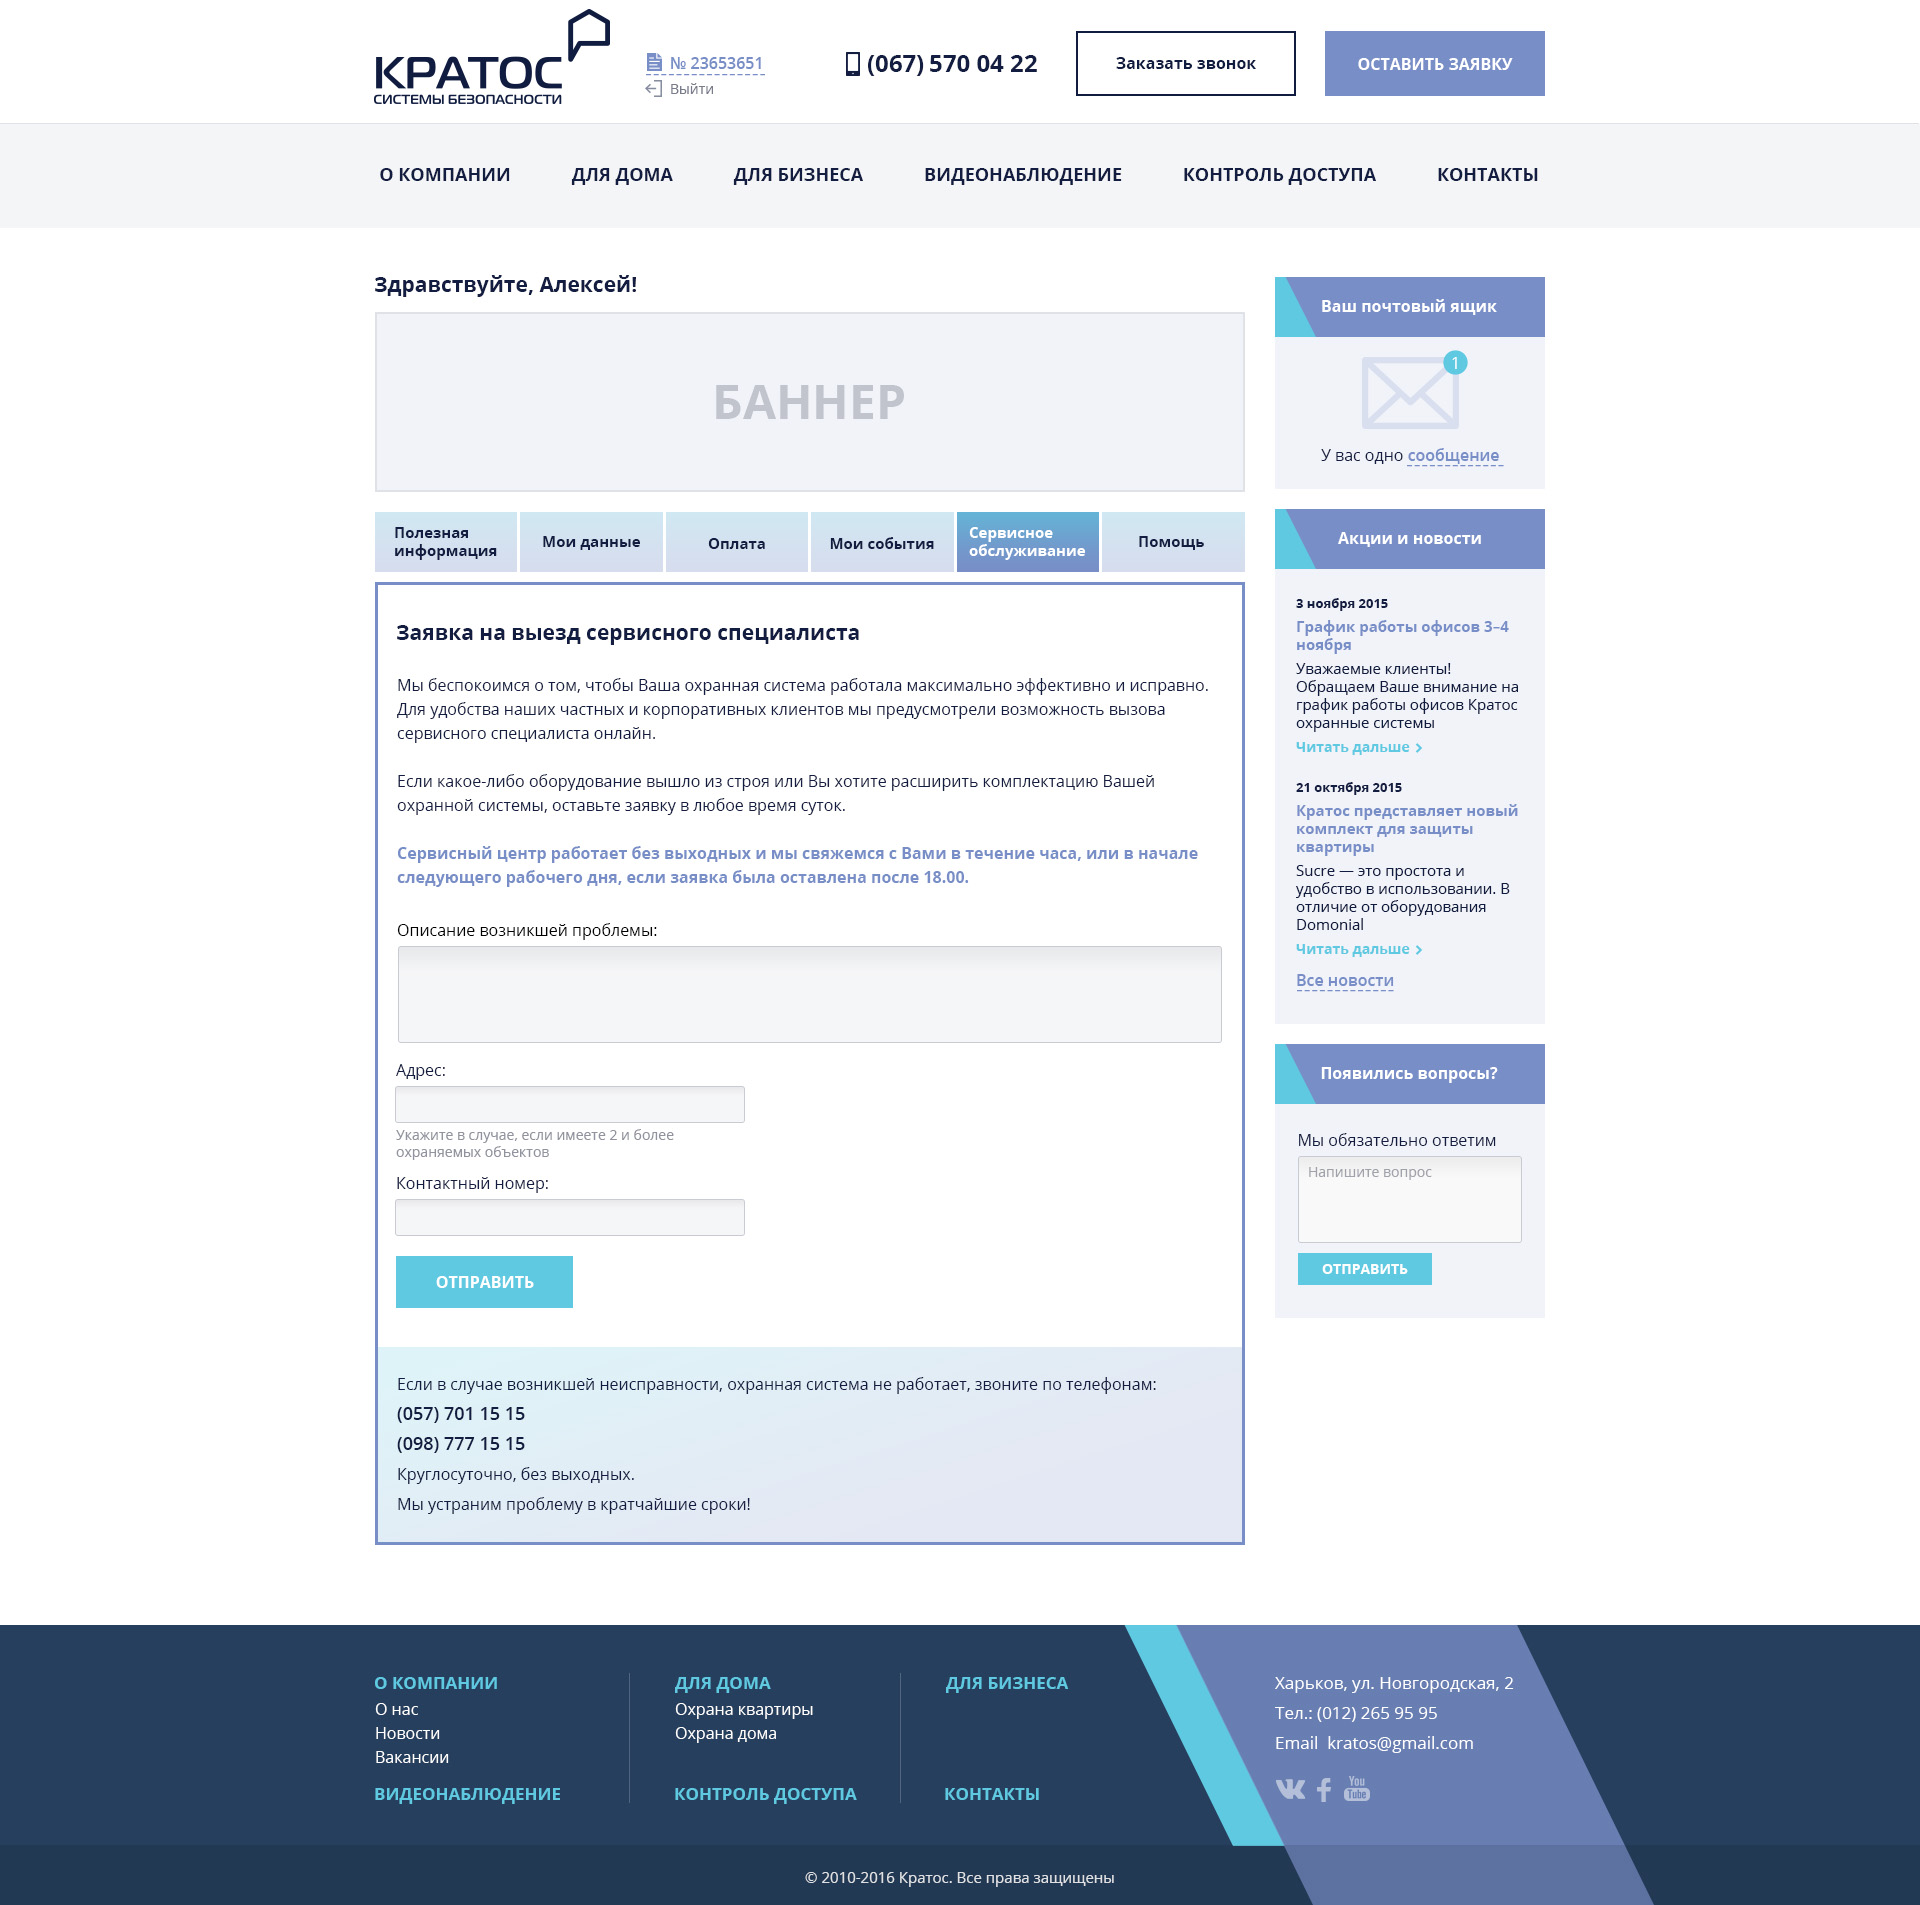 КРАТОС
СИСТЕМЫ БЕЗОПАСНОСТИ
№ 23653651
Выйти
(067) 570 04 22
Заказать звонок
ОСТАВИТЬ ЗАЯВКУ
О КОМПАНИИ
ДЛЯ ДОМА
ДЛЯ БИЗНЕСА
ВИДЕОНАБЛЮДЕНИЕ
КОНТРОЛЬ ДОСТУПА
КОНТАКТЫ
Здравствуйте, Алексей!
БАННЕР
Полезная
информация
Мои данные
Оплата
Мои события
Сервисное
обслуживание
Помощь
Заявка на выезд сервисного специалиста
Мы беспокоимся о том, чтобы Ваша охранная система работала максимально эффективно и исправно.
Для удобства наших частных и корпоративных клиентов мы предусмотрели возможность вызова
сервисного специалиста онлайн.
Если какое-либо оборудование вышло из строя или Вы хотите расширить комплектацию Вашей
охранной системы, оставьте заявку в любое время суток.
Сервисный центр работает без выходных и мы свяжемся с Вами в течение часа, или в начале
следующего рабочего дня, если заявка была оставлена после 18.00.
Описание возникшей проблемы:
Адрес:
Укажите в случае, если имеете 2 и более
охраняемых объектов
Контактный номер:
ОТПРАВИТЬ
Если в случае возникшей неисправности, охранная система не работает, звоните по телефонам:
(057) 701 15 15
(098) 777 15 15
Круглосуточно, без выходных.
Мы устраним проблему в кратчайшие сроки!
Ваш почтовый ящик
1
У вас одно сообщение
Акции и новости
3 ноября 2015
График работы офисов 3–4
ноября
Уважаемые клиенты!
Обращаем Ваше внимание на
график работы офисов Кратос
охранные системы
Читать дальше
21 октября 2015
Кратос представляет новый
комплект для защиты
квартиры
Sucre — это простота и
удобство в использовании. В
отличие от оборудования
Domonial
Читать дальше
Все новости
Появились вопросы?
Мы обязательно ответим
Напишите вопрос
ОТПРАВИТЬ
О КОМПАНИИ
О нас
Новости
Вакансии
ВИДЕОНАБЛЮДЕНИЕ
ДЛЯ ДОМА
Охрана квартиры
Охрана дома
КОНТРОЛЬ ДОСТУПА
ДЛЯ БИЗНЕСА
КОНТАКТЫ
Харьков, ул. Новгородская, 2
Тел.: (012) 265 95 95
Email kratos@gmail.com
You
Tube
© 2010-2016 Кратос. Все права защищены